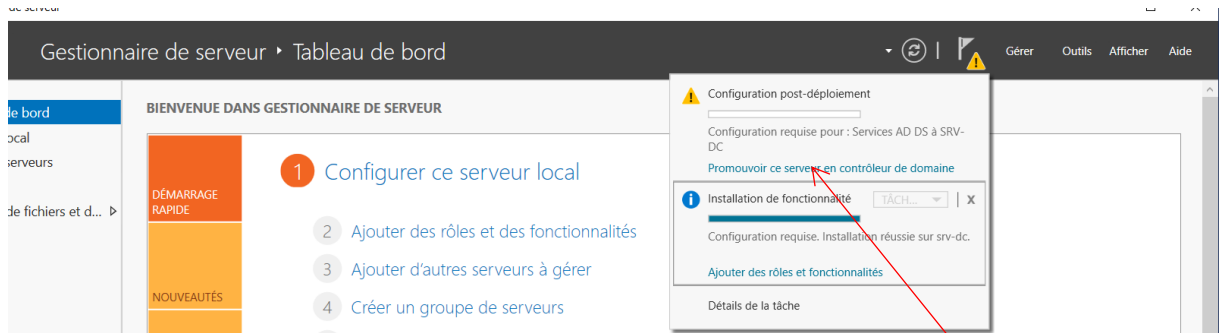 de serveur
Gestionnaire de serveur ▸ Tableau de bord
Gérer Outils Afficher Aide
de bord
ocal
serveurs
de fichiers et d...
BIENVENUE DANS GESTIONNAIRE DE SERVEUR
DÉMARRAGE
RAPIDE
NOUVEAUTÉS
1 Configurer ce serveur local
2 Ajouter des rôles et des fonctionnalités
3 Ajouter d'autres serveurs à gérer
4 Créer un groupe de serveurs
Configuration post-déploiement
Configuration requise pour : Services AD DS à SRV-
DC
Promouvoir ce serveur en contrôleur de domaine
Installation de fonctionnalité TÂCH... X
Configuration requise. Installation réussie sur srv-dc.
Ajouter des rôles et fonctionnalités
Détails de la tâche